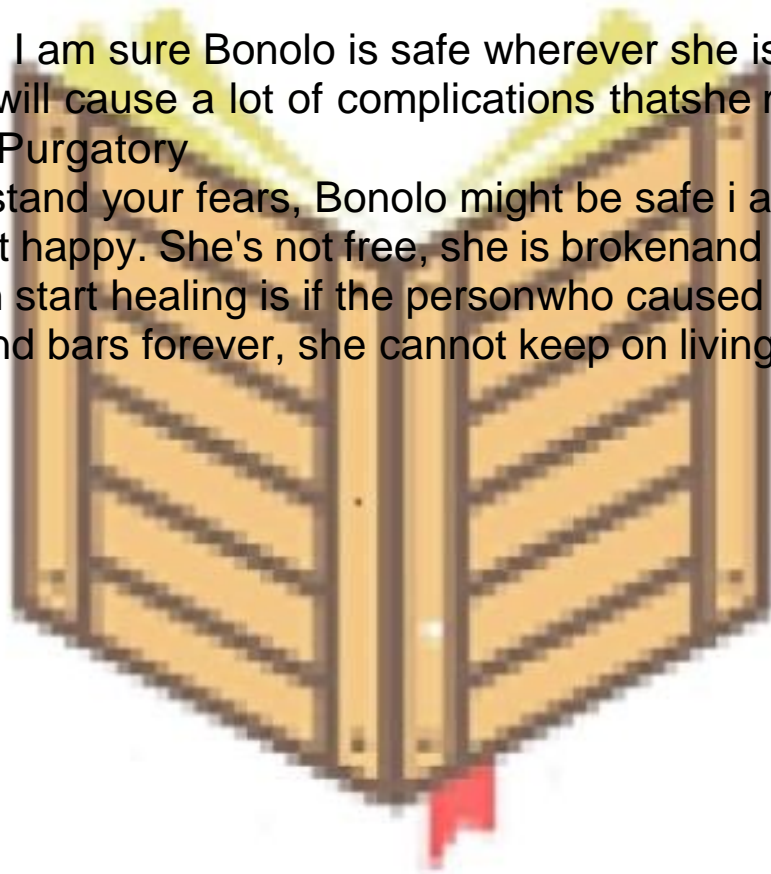 I am sure Bonolo is safe wherever she is
will cause a lot of complications thatshe
Purgatory
stand your fears, Bonolo might be safe i a
t happy. She's not free, she is brokenand
start healing is if the personwho caused
nd bars forever, she cannot keep on living